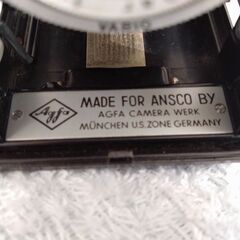 VARIO
Agfa
MADE FOR ANSCO BY
AGFA CAMERA WERK
MÜNCHEN U.S. ZONE GERMANY